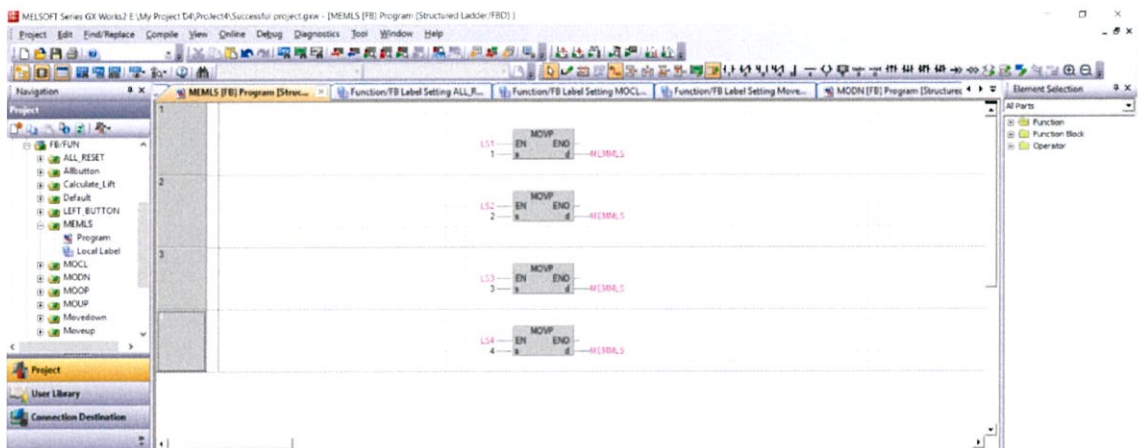 MELSOFT Series GX Works2 E:\My Project D4\Project4\Successful project.gxw - [MEMLS [FB] Program (Structured Ladder/FBD) ]
Project Edit Find/Replace Compile View Online Debug Diagnostics Tool Window Help
Navigation
MEMLS [FB] Program [Struc...
Function/FB Label Setting ALL_R...
Function/FB Label Setting MOCL...
Function/FB Label Setting Move...
MODN [FB] Program [Structurec
Element Selection
Project
All Parts
Function
Function Block
Operator
FB/FUN
ALL_RESET
Allbutton
Calculate_Lift
Default
LEFT_BUTTON
MEMLS
Program
Local Label
MOCL
MODN
MOOP
MOUP
Movedown
Moveup
Project
User Library
Connection Destination
1
MOVP
LS1 EN ENO
1 s d MEMMLS
2
MOVP
LS2 EN ENO
2 s d MEMMLS
3
MOVP
LS3 EN ENO
3 s d MEMMLS
MOVP
LS4 EN ENO
4 s d MEMMLS